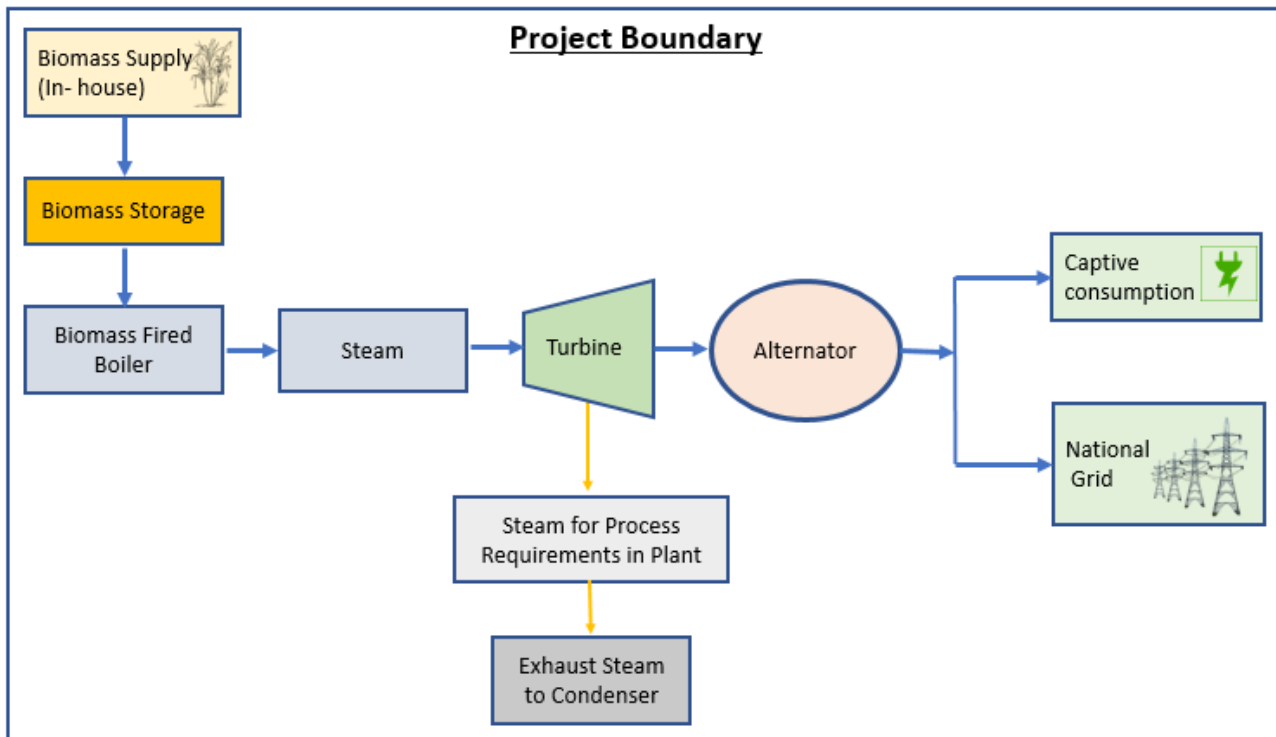 Project Boundary
Biomass Supply
(In- house)
Biomass Storage
Biomass Fired
Boiler
Steam
Turbine
Alternator
Captive
consumption
National
Grid
Steam for Process
Requirements in Plant
Exhaust Steam
to Condenser